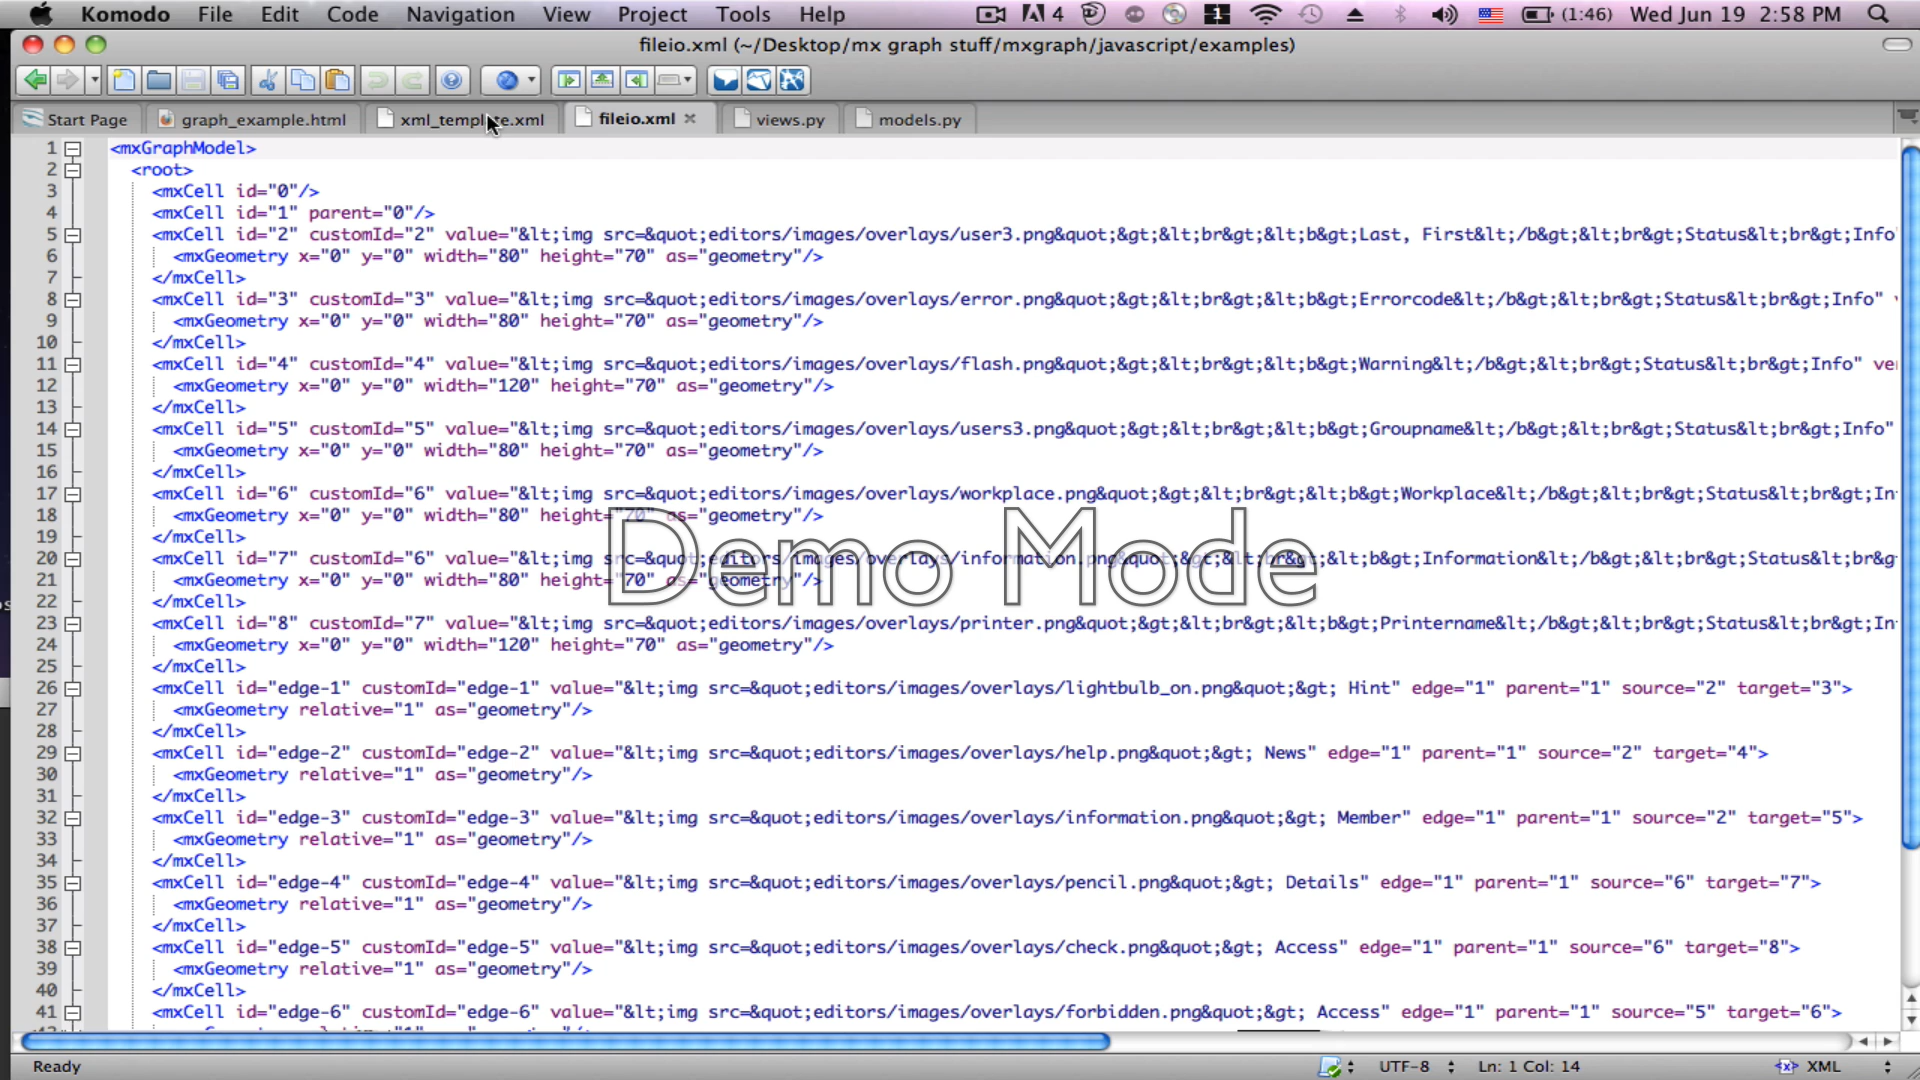 Komodo File Edit Code Navigation View Project Tools Help 4 1 (1:46) Wed Jun 19 2:58 PM
fileio.xml (~/Desktop/mx graph stuff/mxgraph/javascript/examples)
Start Page graph_example.html xml_template.xml fileio.xml views.py models.py
1 <mxGraphModel>
2 <root>
3 <mxCell id="0"/>
4 <mxCell id="1" parent="0"/>
5 <mxCell id="2" customId="2" value="&lt;img src=&quot;editors/images/overlays/user3.png&quot;&gt;&lt;br&gt;&lt;b&gt;Last, First&lt;/b&gt;&lt;br&gt;Status&lt;br&gt;Info"
6 <mxGeometry x="0" y="0" width="80" height="70" as="geometry"/>
7 </mxCell>
8 <mxCell id="3" customId="3" value="&lt;img src=&quot;editors/images/overlays/error.png&quot;&gt;&lt;br&gt;&lt;b&gt;Errorcode&lt;/b&gt;&lt;br&gt;Status&lt;br&gt;Info"
9 <mxGeometry x="0" y="0" width="80" height="70" as="geometry"/>
10 </mxCell>
11 <mxCell id="4" customId="4" value="&lt;img src=&quot;editors/images/overlays/flash.png&quot;&gt;&lt;br&gt;&lt;b&gt;Warning&lt;/b&gt;&lt;br&gt;Status&lt;br&gt;Info" ve
12 <mxGeometry x="0" y="0" width="120" height="70" as="geometry"/>
13 </mxCell>
14 <mxCell id="5" customId="5" value="&lt;img src=&quot;editors/images/overlays/users3.png&quot;&gt;&lt;br&gt;&lt;b&gt;Groupname&lt;/b&gt;&lt;br&gt;Status&lt;br&gt;Info"
15 <mxGeometry x="0" y="0" width="80" height="70" as="geometry"/>
16 </mxCell>
17 <mxCell id="6" customId="6" value="&lt;img src=&quot;editors/images/overlays/workplace.png&quot;&gt;&lt;br&gt;&lt;b&gt;Workplace&lt;/b&gt;&lt;br&gt;Status&lt;br&gt;In
18 <mxGeometry x="0" y="0" width="80" height="70" as="geometry"/>
19 </mxCell>
Demo Mode
20 <mxCell id="7" customId="6" value="&lt;img src=&quot;editors/images/overlays/information.png&quot;&gt;&lt;br&gt;&lt;b&gt;Information&lt;/b&gt;&lt;br&gt;Status&lt;br&g
21 <mxGeometry x="0" y="0" width="80" height="70" as="geometry"/>
22 </mxCell>
23 <mxCell id="8" customId="7" value="&lt;img src=&quot;editors/images/overlays/printer.png&quot;&gt;&lt;br&gt;&lt;b&gt;Printername&lt;/b&gt;&lt;br&gt;Status&lt;br&gt;In
24 <mxGeometry x="0" y="0" width="120" height="70" as="geometry"/>
25 </mxCell>
26 <mxCell id="edge-1" customId="edge-1" value="&lt;img src=&quot;editors/images/overlays/lightbulb_on.png&quot;&gt; Hint" edge="1" parent="1" source="2" target="3">
27 <mxGeometry relative="1" as="geometry"/>
28 </mxCell>
29 <mxCell id="edge-2" customId="edge-2" value="&lt;img src=&quot;editors/images/overlays/help.png&quot;&gt; News" edge="1" parent="1" source="2" target="4">
30 <mxGeometry relative="1" as="geometry"/>
31 </mxCell>
32 <mxCell id="edge-3" customId="edge-3" value="&lt;img src=&quot;editors/images/overlays/information.png&quot;&gt; Member" edge="1" parent="1" source="2" target="5">
33 <mxGeometry relative="1" as="geometry"/>
34 </mxCell>
35 <mxCell id="edge-4" customId="edge-4" value="&lt;img src=&quot;editors/images/overlays/pencil.png&quot;&gt; Details" edge="1" parent="1" source="6" target="7">
36 <mxGeometry relative="1" as="geometry"/>
37 </mxCell>
38 <mxCell id="edge-5" customId="edge-5" value="&lt;img src=&quot;editors/images/overlays/check.png&quot;&gt; Access" edge="1" parent="1" source="6" target="8">
39 <mxGeometry relative="1" as="geometry"/>
40 </mxCell>
41 <mxCell id="edge-6" customId="edge-6" value="&lt;img src=&quot;editors/images/overlays/forbidden.png&quot;&gt; Access" edge="1" parent="1" source="5" target="6">
Ready UTF-8 Ln: 1 Col: 14 XML